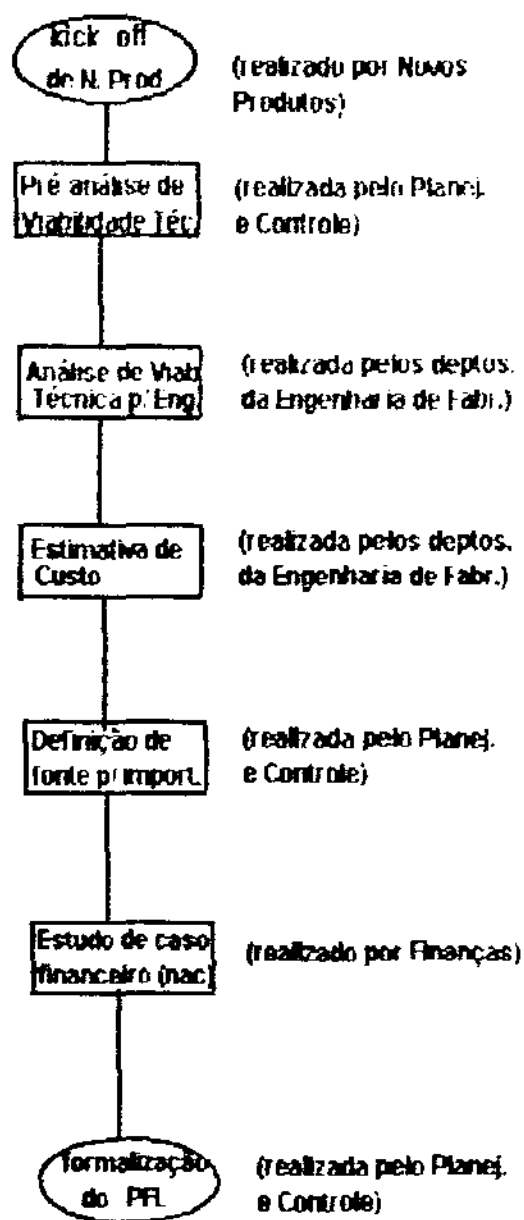 kick off
de N. Prod
(realizado por Novos
Produtos)
Pré análise de
Viabilidade Téc.
(realizada pelo Planej.
e Controle)
Análise de Viab.
Técnica p/ Eng.
(realizada pelos deptos.
da Engenharia de Fabr.)
Estimativa de
Custo
(realizada pelos deptos.
da Engenharia de Fabr.)
Definição de
fonte p/ import.
(realizada pelo Planej.
e Controle)
Estudo de caso
financeiro (nac)
(realizado por Finanças)
formalização
do PFL
(realizada pelo Planej.
e Controle)